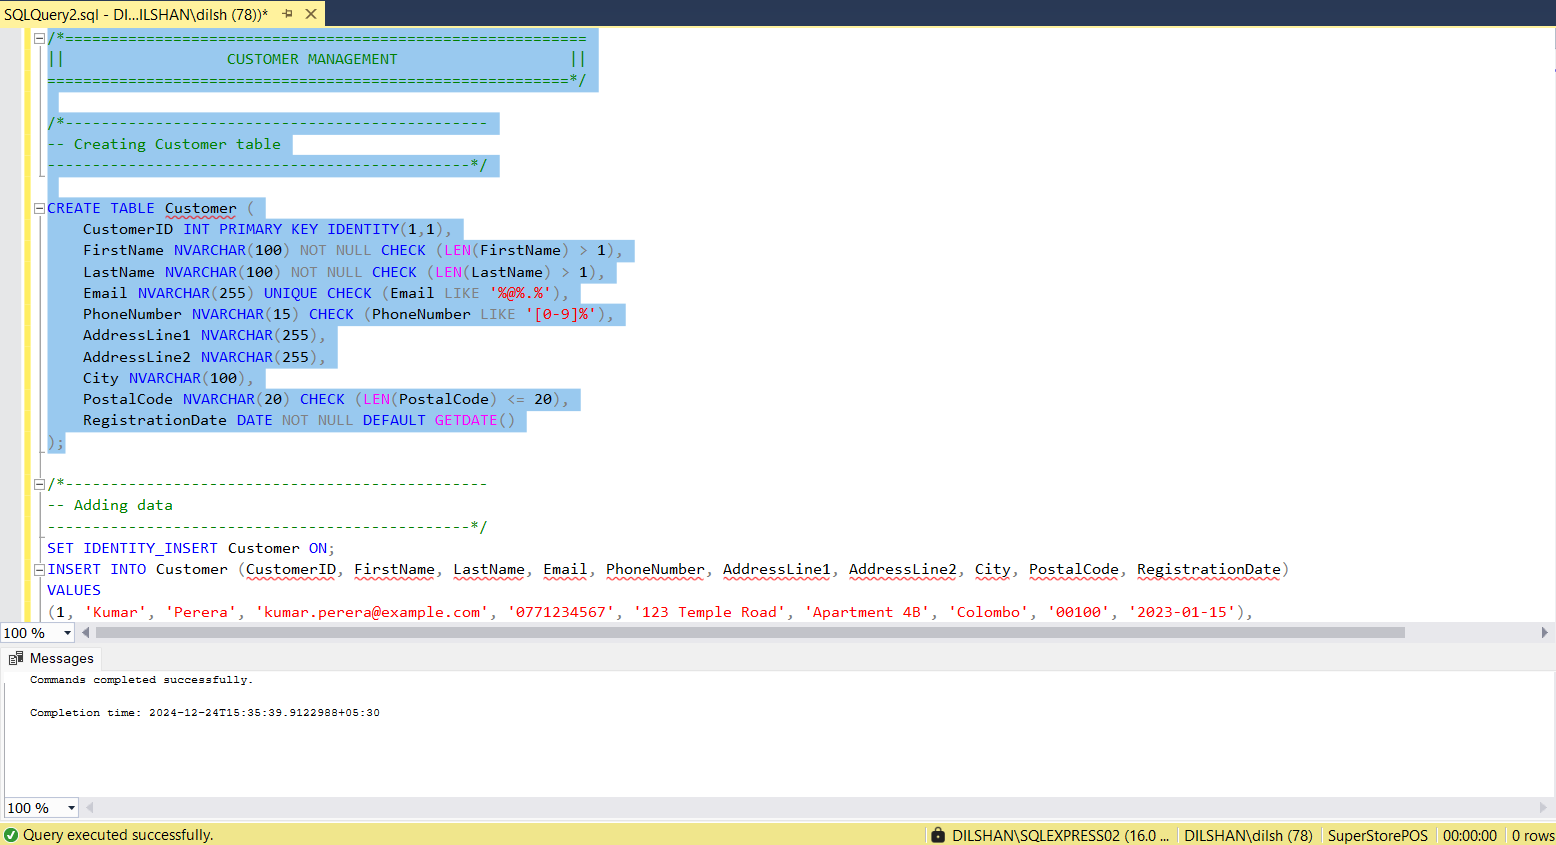 SQLQuery2.sql - DI...ILSHAN\dilsh (78))*
/*==========================================================
||                  CUSTOMER MANAGEMENT                   ||
==========================================================*/
/*-----------------------------------------------
-- Creating Customer table
-----------------------------------------------*/
CREATE TABLE Customer (
    CustomerID INT PRIMARY KEY IDENTITY(1,1),
    FirstName NVARCHAR(100) NOT NULL CHECK (LEN(FirstName) > 1),
    LastName NVARCHAR(100) NOT NULL CHECK (LEN(LastName) > 1),
    Email NVARCHAR(255) UNIQUE CHECK (Email LIKE '%@%.%'),
    PhoneNumber NVARCHAR(15) CHECK (PhoneNumber LIKE '[0-9]%'),
    AddressLine1 NVARCHAR(255),
    AddressLine2 NVARCHAR(255),
    City NVARCHAR(100),
    PostalCode NVARCHAR(20) CHECK (LEN(PostalCode) <= 20),
    RegistrationDate DATE NOT NULL DEFAULT GETDATE()
);
/*-----------------------------------------------
-- Adding data
-----------------------------------------------*/
SET IDENTITY_INSERT Customer ON;
INSERT INTO Customer (CustomerID, FirstName, LastName, Email, PhoneNumber, AddressLine1, AddressLine2, City, PostalCode, RegistrationDate)
VALUES
(1, 'Kumar', 'Perera', 'kumar.perera@example.com', '0771234567', '123 Temple Road', 'Apartment 4B', 'Colombo', '00100', '2023-01-15'),
100 %
Messages
Commands completed successfully.
Completion time: 2024-12-24T15:35:39.9122988+05:30
100 %
Query executed successfully.
DILSHAN\SQLEXPRESS02 (16.0 ... DILSHAN\dilsh (78) SuperStorePOS 00:00:00 0 rows